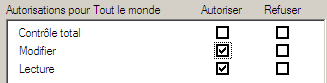 Autorisations pour Tout le monde Autoriser Refuser
Contrôle total
Modifier
Lecture